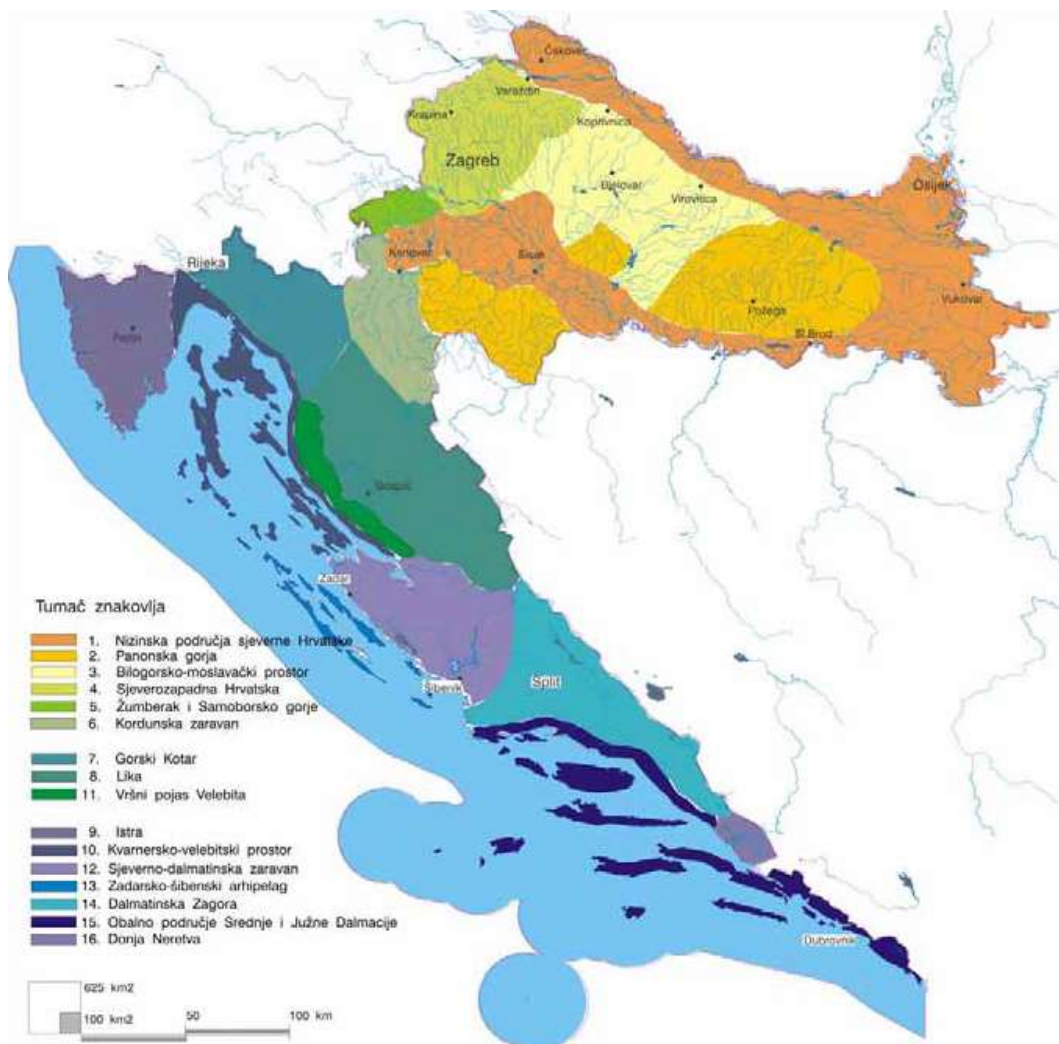 Čakovec
Varaždin
Krapina
Koprivnica
Zagreb
Bjelovar
Virovitica
Osijek
Karlovac
Sisak
Rijeka
Vukovar
Požega
Sl.Brod
Pazin
Gospić
Zadar
Šibenik
Split
Dubrovnik
Tumač znakovlja
1. Nizinska područja sjeverne Hrvatske
2. Panonska gorja
3. Bilogorsko-moslavački prostor
4. Sjeverozapadna Hrvatska
5. Žumberak i Samoborsko gorje
6. Kordunska zaravan
7. Gorski Kotar
8. Lika
11. Vršni pojas Velebita
9. Istra
10. Kvarnersko-velebitski prostor
12. Sjeverno-dalmatinska zaravan
13. Zadarsko-šibenski arhipelag
14. Dalmatinska Zagora
15. Obalno područje Srednje i Južne Dalmacije
16. Donja Neretva
625 km2
100 km2
50
100 km